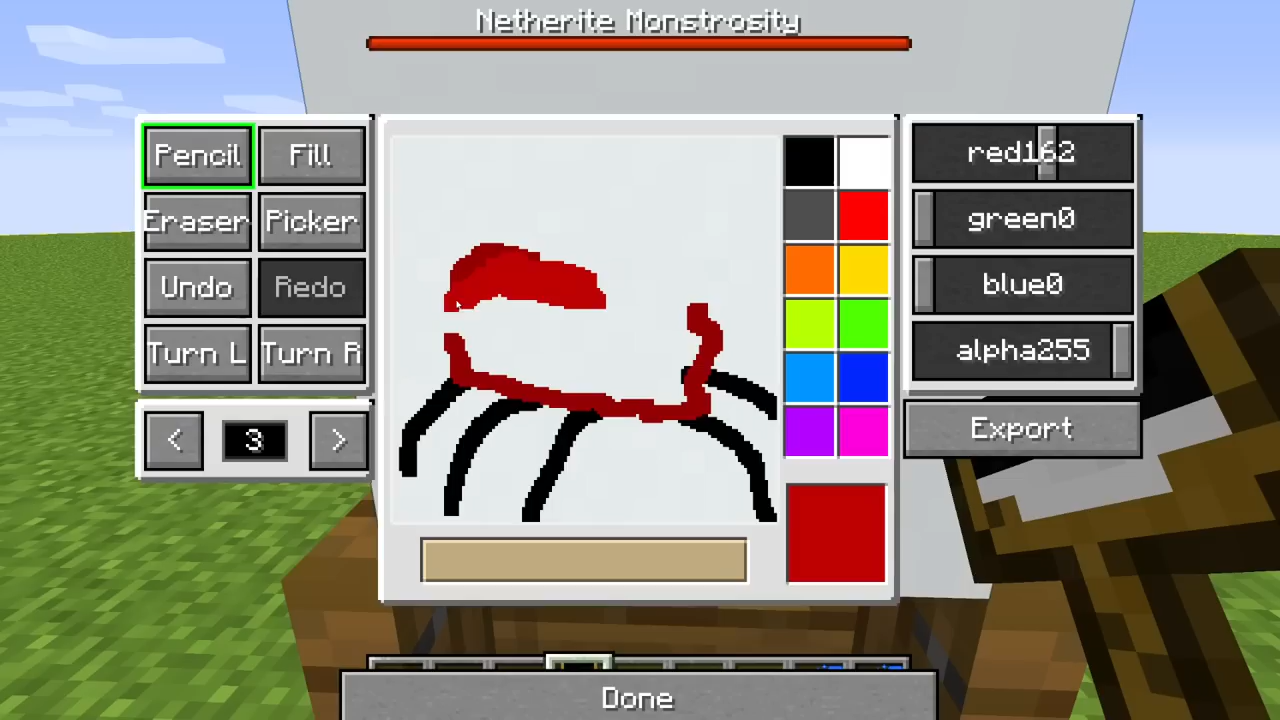 Netherite Monstrosity
Pencil
Fill
Eraser
Picker
Undo
Redo
Turn L
Turn R
<
3
>
red162
green0
blue0
alpha255
Export
Done